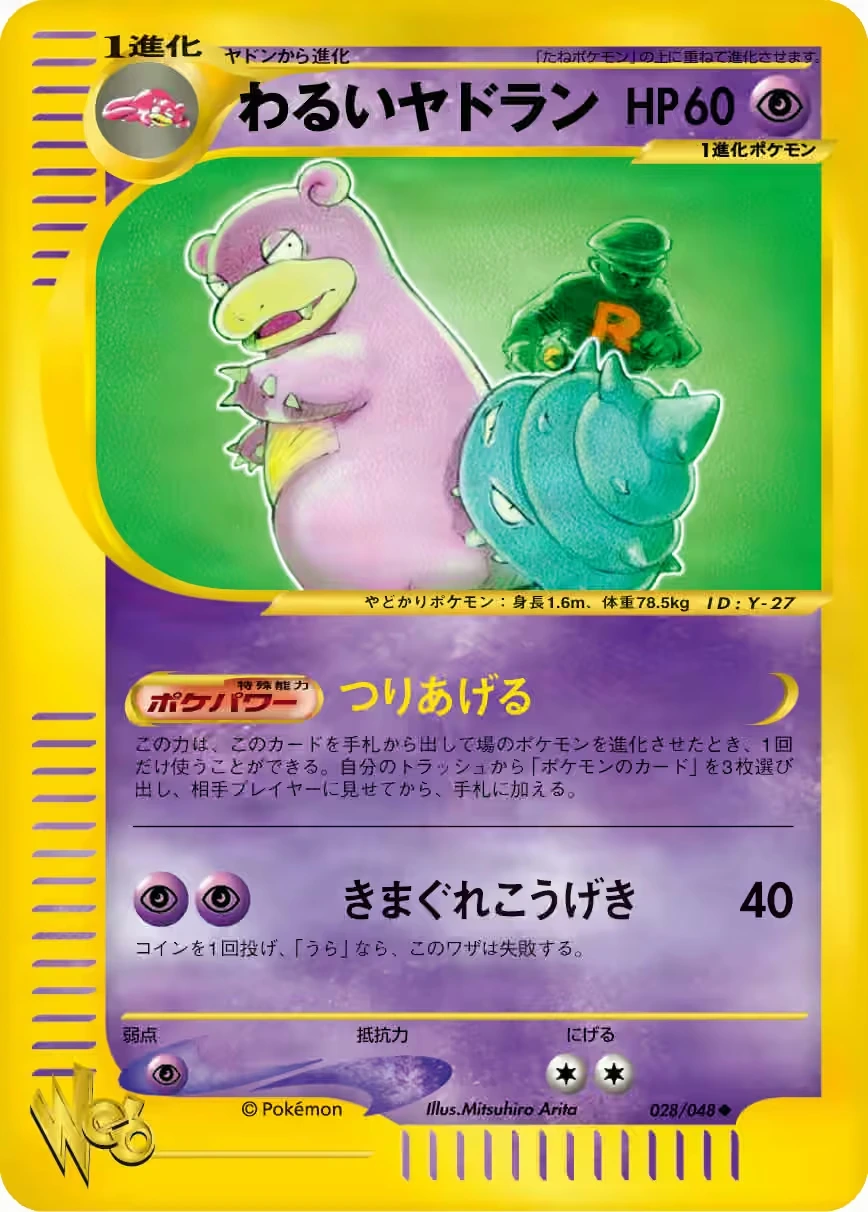 1進化
ヤドンから進化
「たねポケモン」の上に重ねて進化させます。
わるいヤドラン HP60
1進化ポケモン
R
やどかりポケモン：身長1.6m、体重78.5kg ID：Y-27
特殊能力
ポケパワー つりあげる
この力は、このカードを手札から出して場のポケモンを進化させたとき、1回
だけ使うことができる。自分のトラッシュから「ポケモンのカード」を3枚選び
出し、相手プレイヤーに見せてから、手札に加える。
きまぐれこうげき 40
コインを1回投げ、「うら」なら、このワザは失敗する。
弱点 抵抗力 にげる
Web
© Pokémon Illus.Mitsuhiro Arita 028/048◆